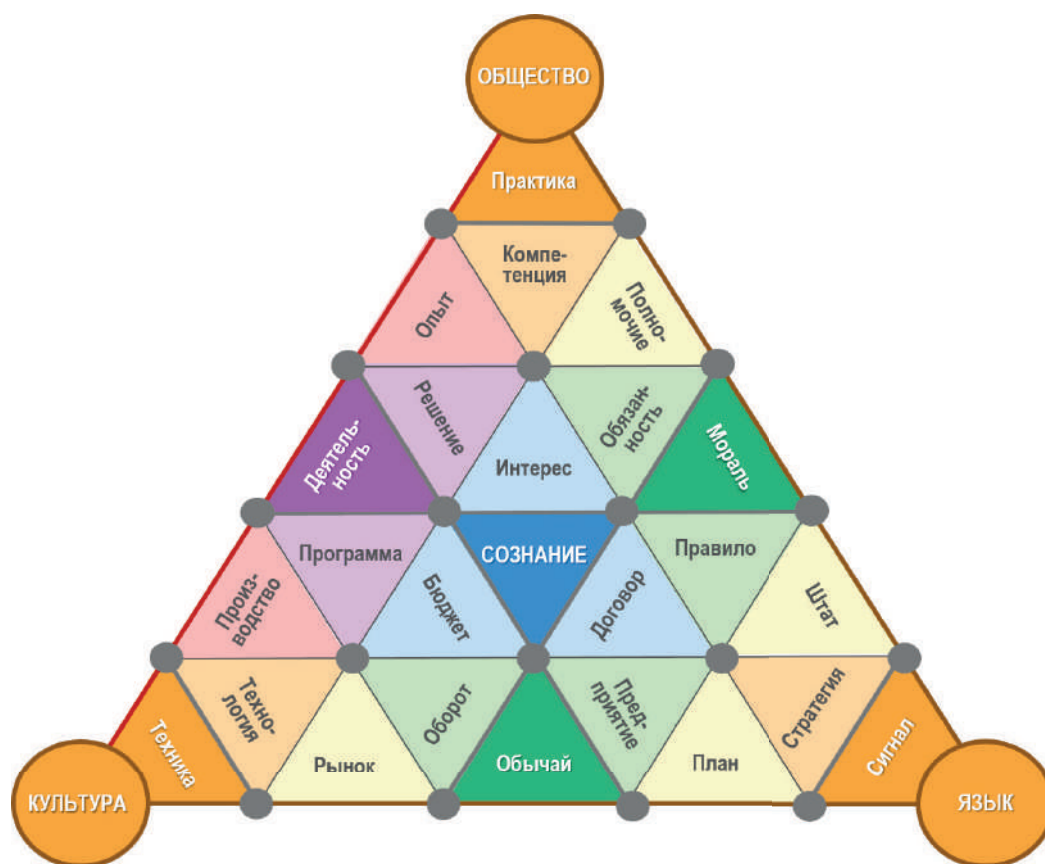 ОБЩЕСТВО
Практика
Компе-
тенция
Опыт
Полно-
мочие
Решение
Обязан-
ность
Деятель-
ность
Интерес
Мораль
Программа
СОЗНАНИЕ
Правило
Произ-
водство
Бюджет
Договор
Штат
Техника
Техно-
логия
Рынок
Оборот
Обычай
Пред-
приятие
План
Стратегия
Сигнал
КУЛЬТУРА
ЯЗЫК